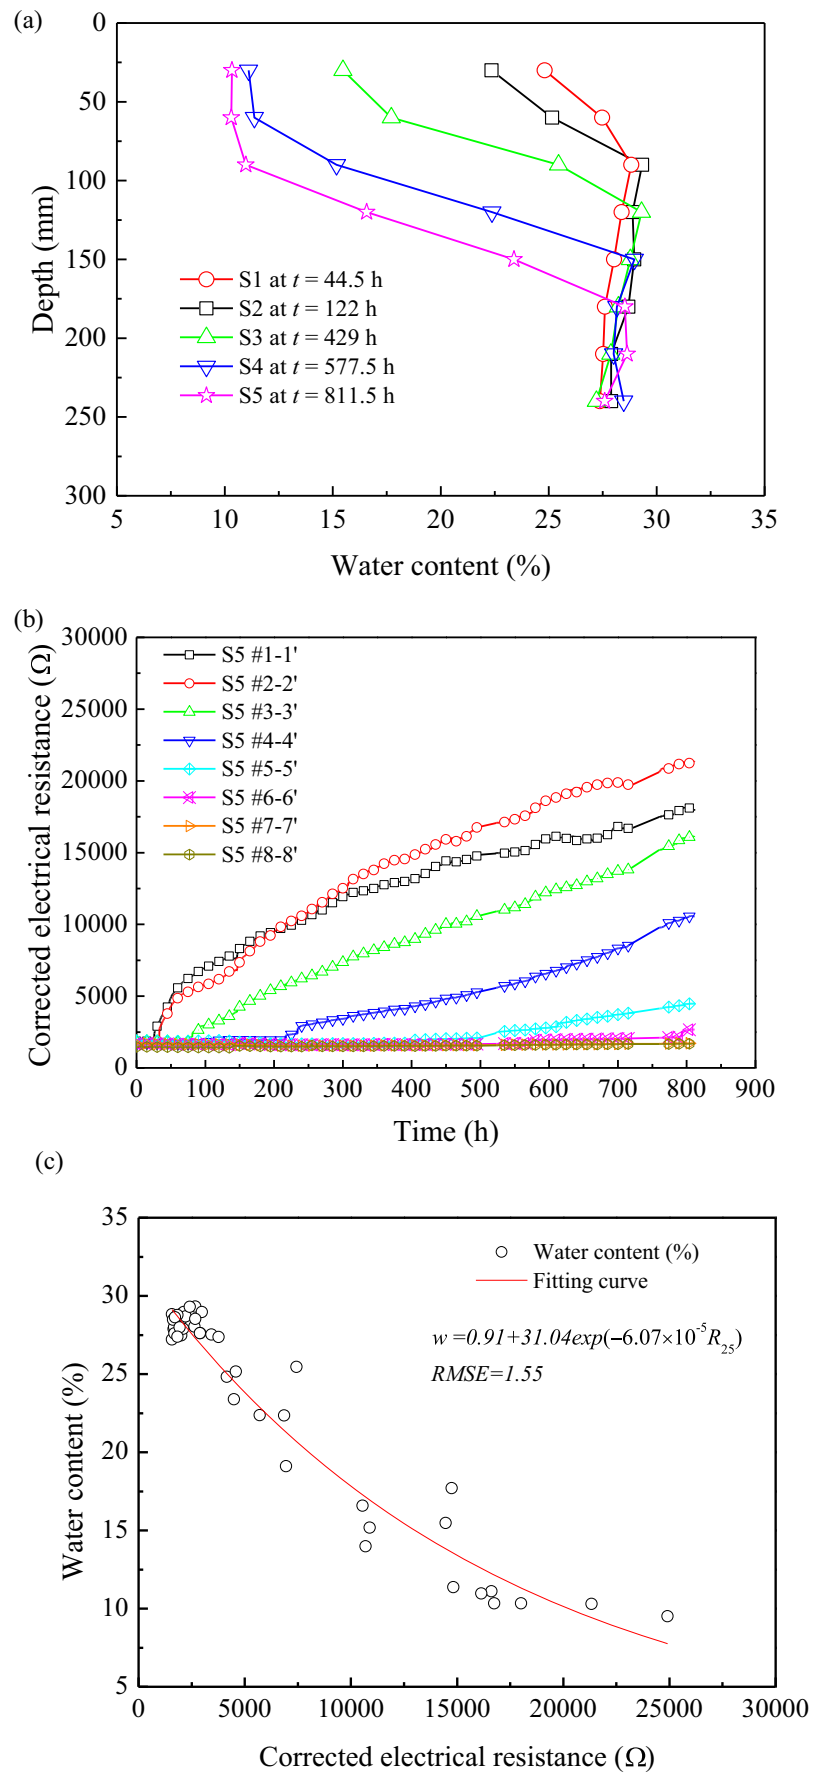 (a)
0
50
100
150
200
250
300
Depth (mm)
S1 at t = 44.5 h
S2 at t = 122 h
S3 at t = 429 h
S4 at t = 577.5 h
S5 at t = 811.5 h
5 10 15 20 25 30 35
Water content (%)
(b)
30000
25000
20000
15000
10000
5000
0
Corrected electrical resistance (Ω)
S5 #1-1'
S5 #2-2'
S5 #3-3'
S5 #4-4'
S5 #5-5'
S5 #6-6'
S5 #7-7'
S5 #8-8'
0 100 200 300 400 500 600 700 800 900
Time (h)
(c)
35
30
25
20
15
10
5
Water content (%)
Water content (%)
Fitting curve
w =0.91+31.04exp(−6.07×10⁻⁵R₂₅)
RMSE=1.55
0 5000 10000 15000 20000 25000 30000
Corrected electrical resistance (Ω)